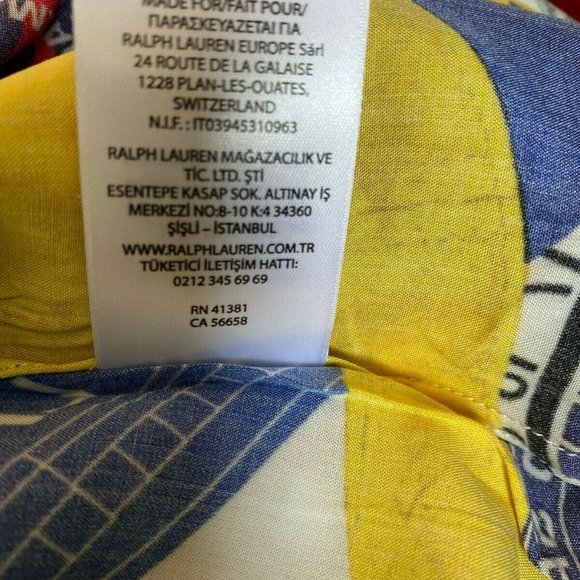 MADE FOR/FAIT POUR/
ΠΑΡΑΣΚΕΥΑΖΕΤΑΙ ΓΙΑ
RALPH LAUREN EUROPE Sárl
24 ROUTE DE LA GALAISE
1228 PLAN-LES-OUATES,
SWITZERLAND
N.I.F.: IT03945310963
RALPH LAUREN MAĞAZACILIK VE
TİC. LTD. ŞTİ
ESENTEPE KASAP SOK. ALTINAY İŞ
MERKEZİ NO:8-10 K:4 34360
ŞİŞLİ – İSTANBUL
WWW.RALPHLAUREN.COM.TR
TÜKETİCİ İLETİŞİM HATTI:
0212 345 69 69
RN 41381
CA 56658